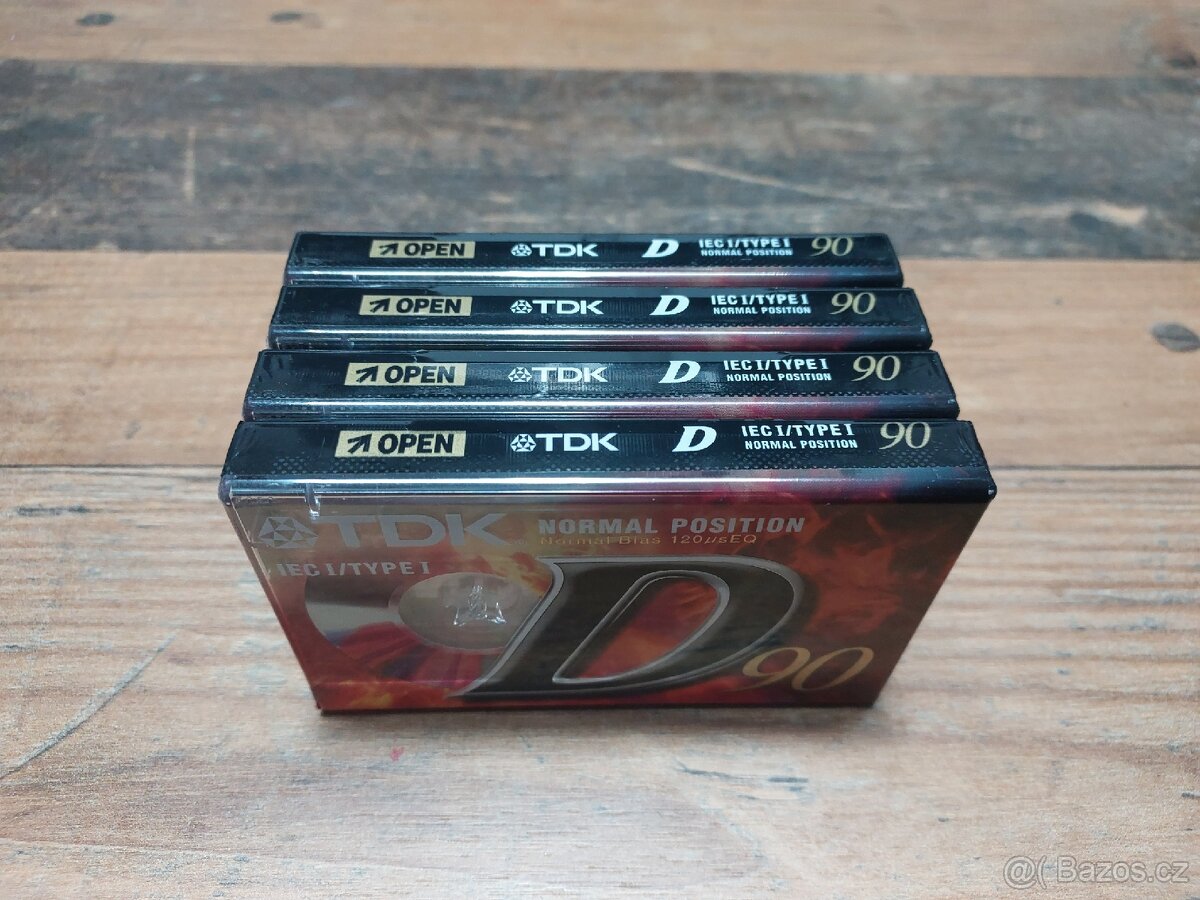 OPEN TDK D IEC I/TYPE I NORMAL POSITION 90
OPEN TDK D IEC I/TYPE I NORMAL POSITION 90
OPEN TDK D IEC I/TYPE I NORMAL POSITION 90
OPEN TDK D IEC I/TYPE I NORMAL POSITION 90
TDK NORMAL POSITION
Normal Bias 120μsEQ
IEC I/TYPE I
D 90
@( Bazos.cz